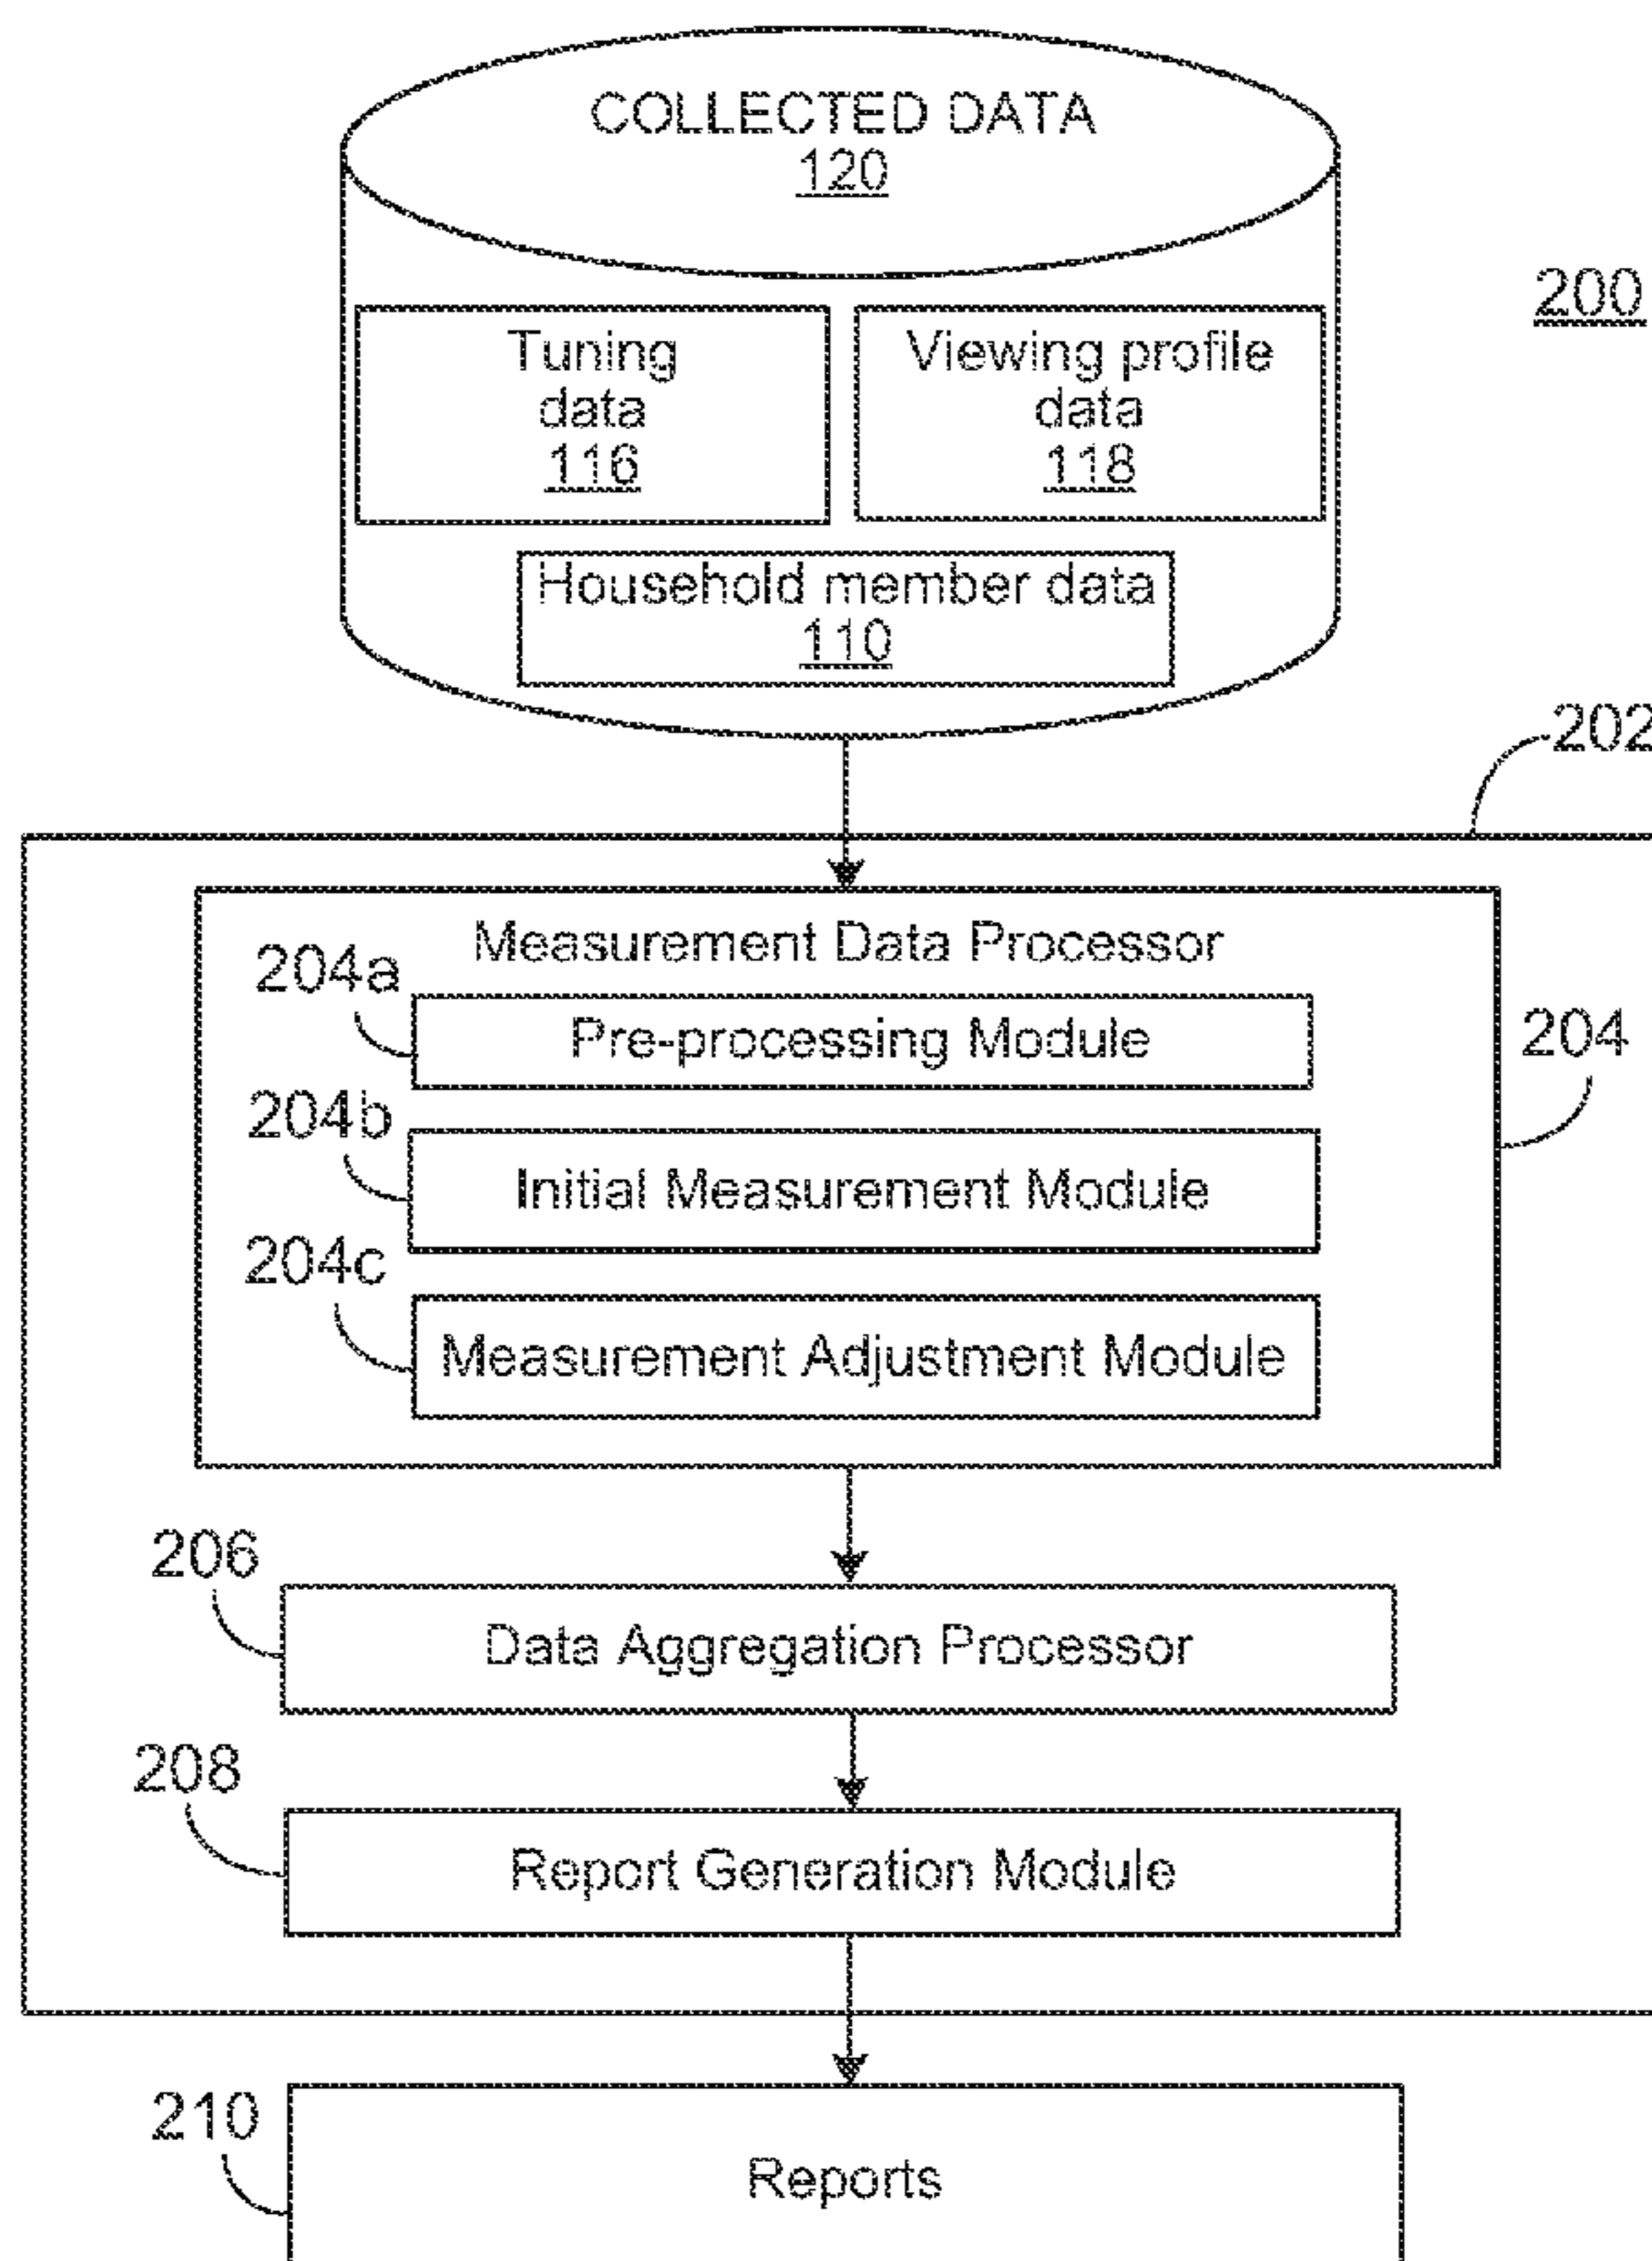 COLLECTED DATA
120
200
Tuning
data
116
Viewing profile
data
118
Household member data
110
202
Measurement Data Processor
204a
Pre-processing Module
204
204b
Initial Measurement Module
204c
Measurement Adjustment Module
206
Data Aggregation Processor
208
Report Generation Module
210
Reports